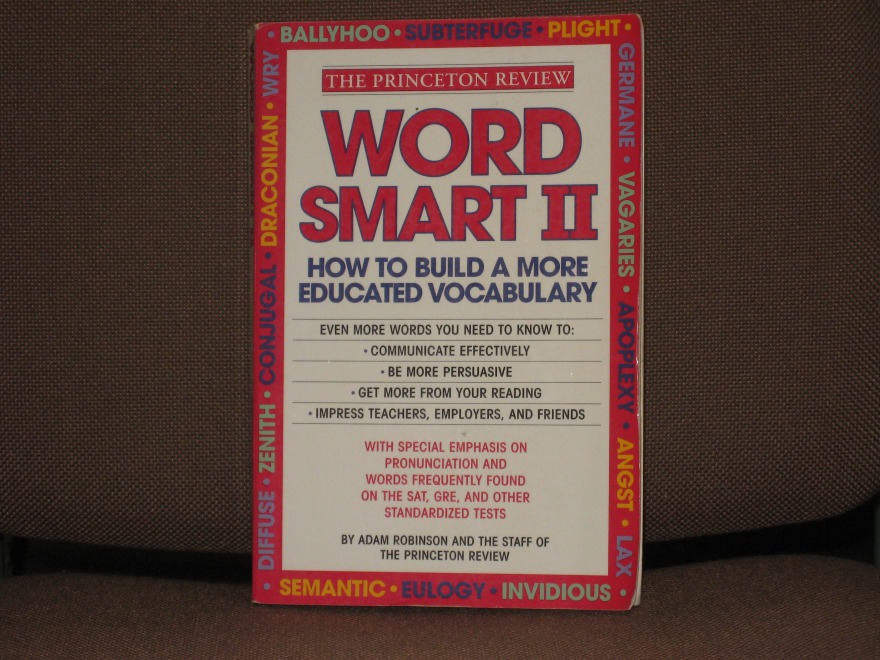 • BALLYHOO • SUBTERFUGE • PLIGHT •
GERMANE • VAGARIES • APOPLEXY • ANGST • LAX
• DIFFUSE • ZENITH • CONJUGAL • DRACONIAN • WRY
THE PRINCETON REVIEW
WORD
SMART II
HOW TO BUILD A MORE
EDUCATED VOCABULARY
EVEN MORE WORDS YOU NEED TO KNOW TO:
• COMMUNICATE EFFECTIVELY
• BE MORE PERSUASIVE
• GET MORE FROM YOUR READING
• IMPRESS TEACHERS, EMPLOYERS, AND FRIENDS
WITH SPECIAL EMPHASIS ON
PRONUNCIATION AND
WORDS FREQUENTLY FOUND
ON THE SAT, GRE, AND OTHER
STANDARDIZED TESTS
BY ADAM ROBINSON AND THE STAFF OF
THE PRINCETON REVIEW
• SEMANTIC • EULOGY • INVIDIOUS •